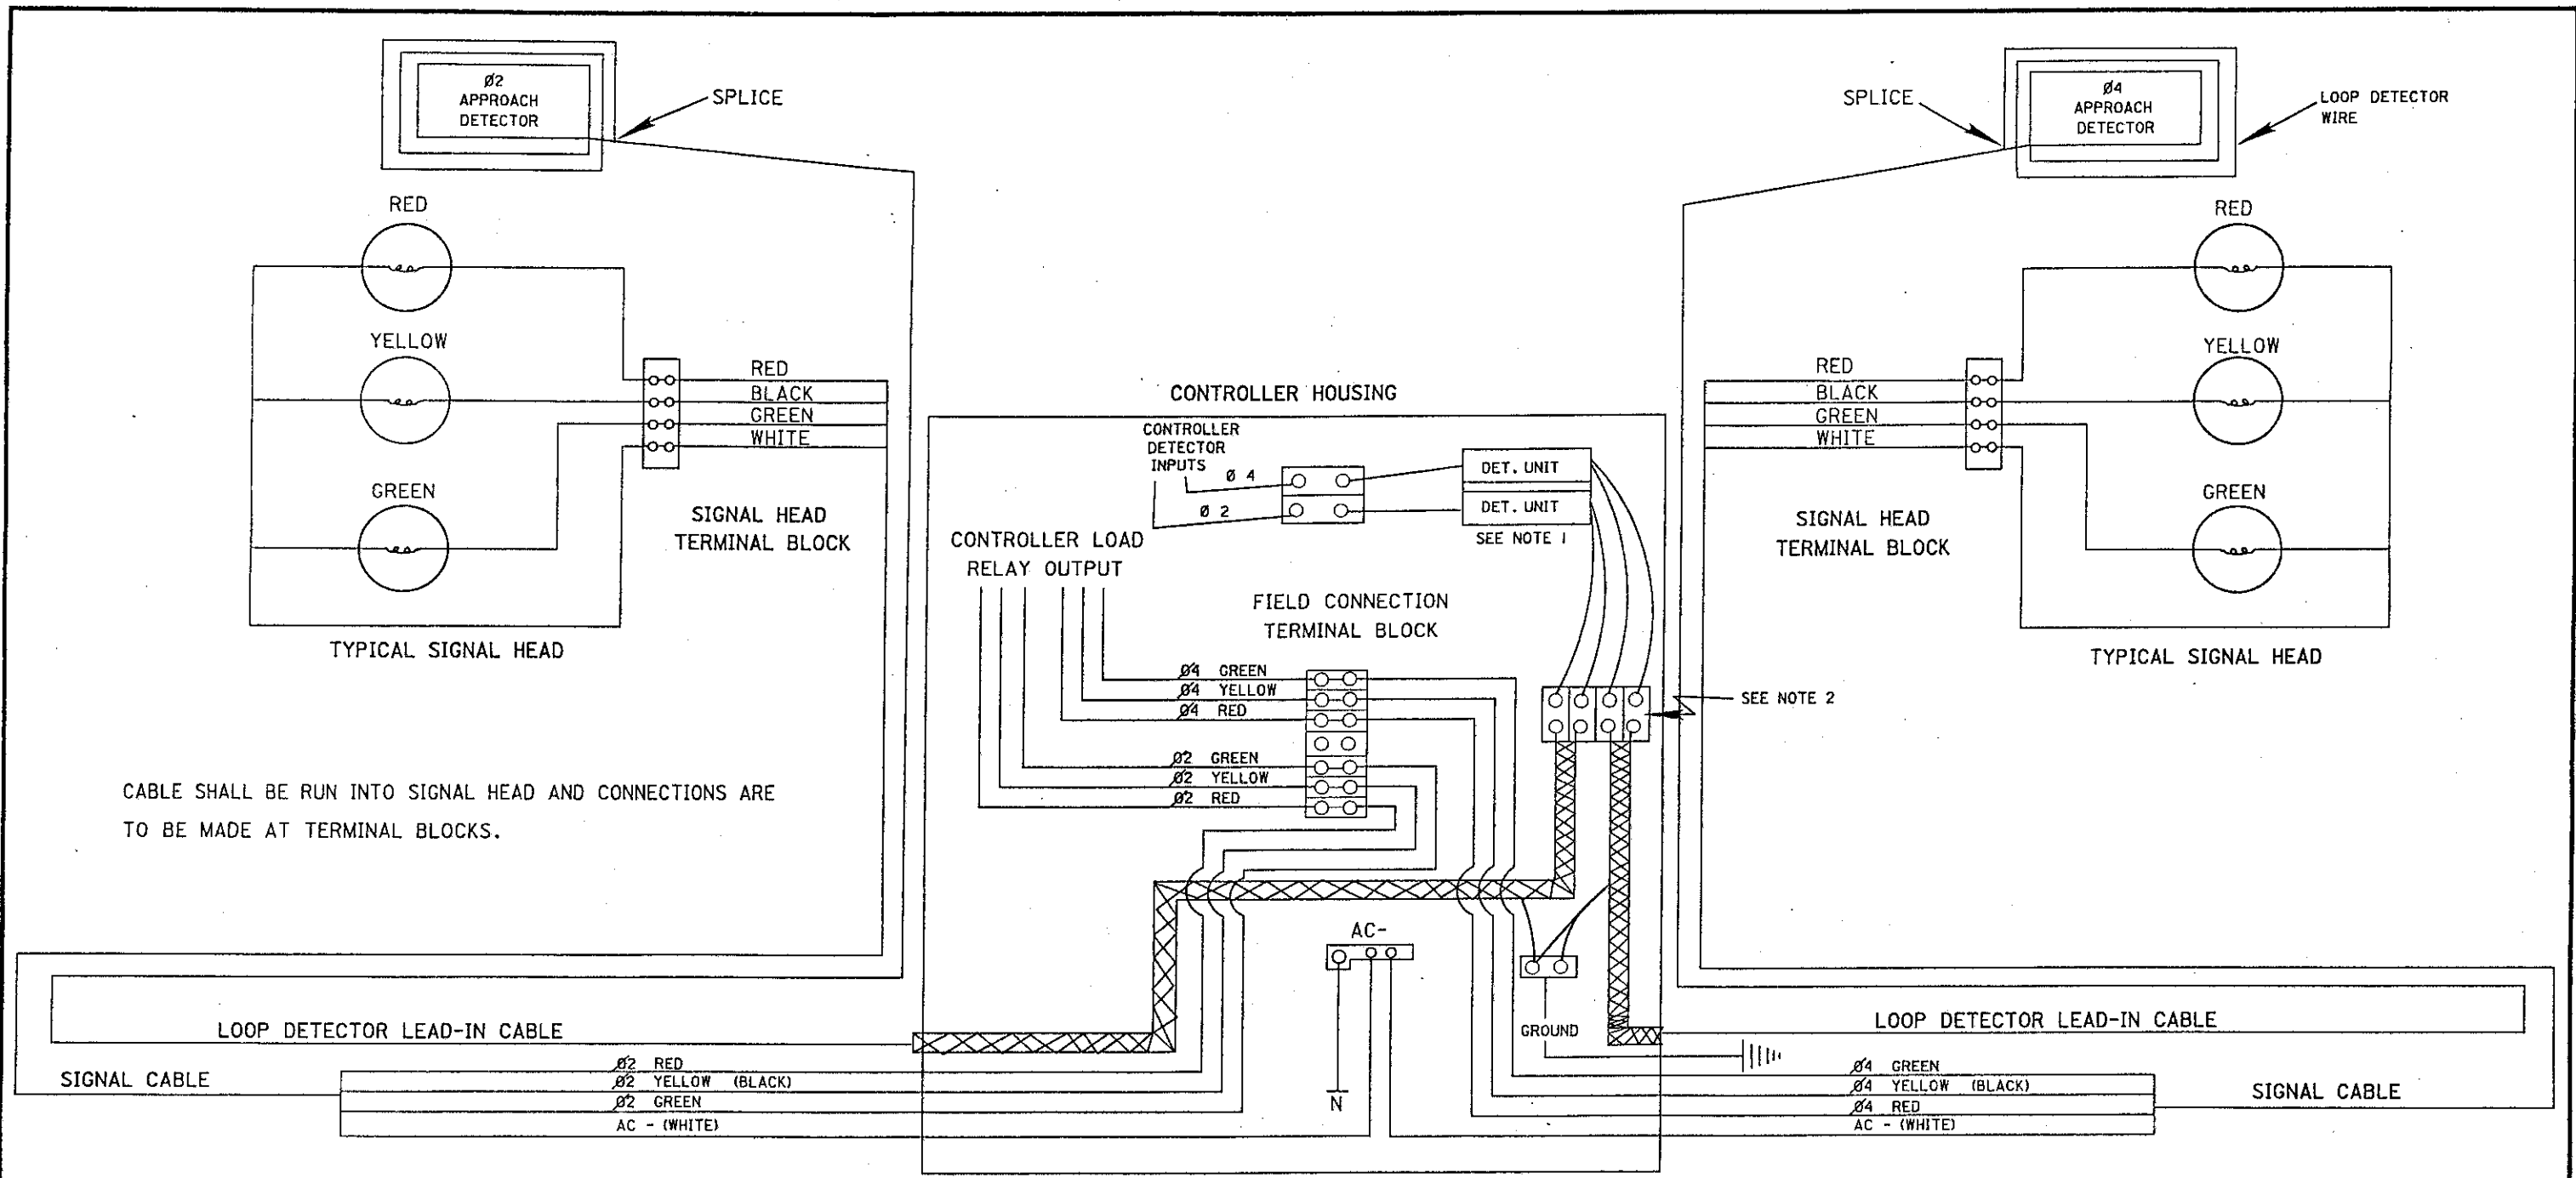 Ø2
APPROACH
DETECTOR
SPLICE
SPLICE
Ø4
APPROACH
DETECTOR
LOOP DETECTOR
WIRE
RED
YELLOW
GREEN
RED
BLACK
GREEN
WHITE
SIGNAL HEAD
TERMINAL BLOCK
TYPICAL SIGNAL HEAD
CONTROLLER HOUSING
CONTROLLER
DETECTOR
INPUTS
Ø 4
Ø 2
DET. UNIT
DET. UNIT
SEE NOTE 1
CONTROLLER LOAD
RELAY OUTPUT
FIELD CONNECTION
TERMINAL BLOCK
Ø4 GREEN
Ø4 YELLOW
Ø4 RED
Ø2 GREEN
Ø2 YELLOW
Ø2 RED
SEE NOTE 2
RED
BLACK
GREEN
WHITE
SIGNAL HEAD
TERMINAL BLOCK
RED
YELLOW
GREEN
TYPICAL SIGNAL HEAD
CABLE SHALL BE RUN INTO SIGNAL HEAD AND CONNECTIONS ARE
TO BE MADE AT TERMINAL BLOCKS.
AC-
N
GROUND
LOOP DETECTOR LEAD-IN CABLE
SIGNAL CABLE
Ø2 RED
Ø2 YELLOW (BLACK)
Ø2 GREEN
AC - (WHITE)
LOOP DETECTOR LEAD-IN CABLE
Ø4 GREEN
Ø4 YELLOW (BLACK)
Ø4 RED
AC - (WHITE)
SIGNAL CABLE